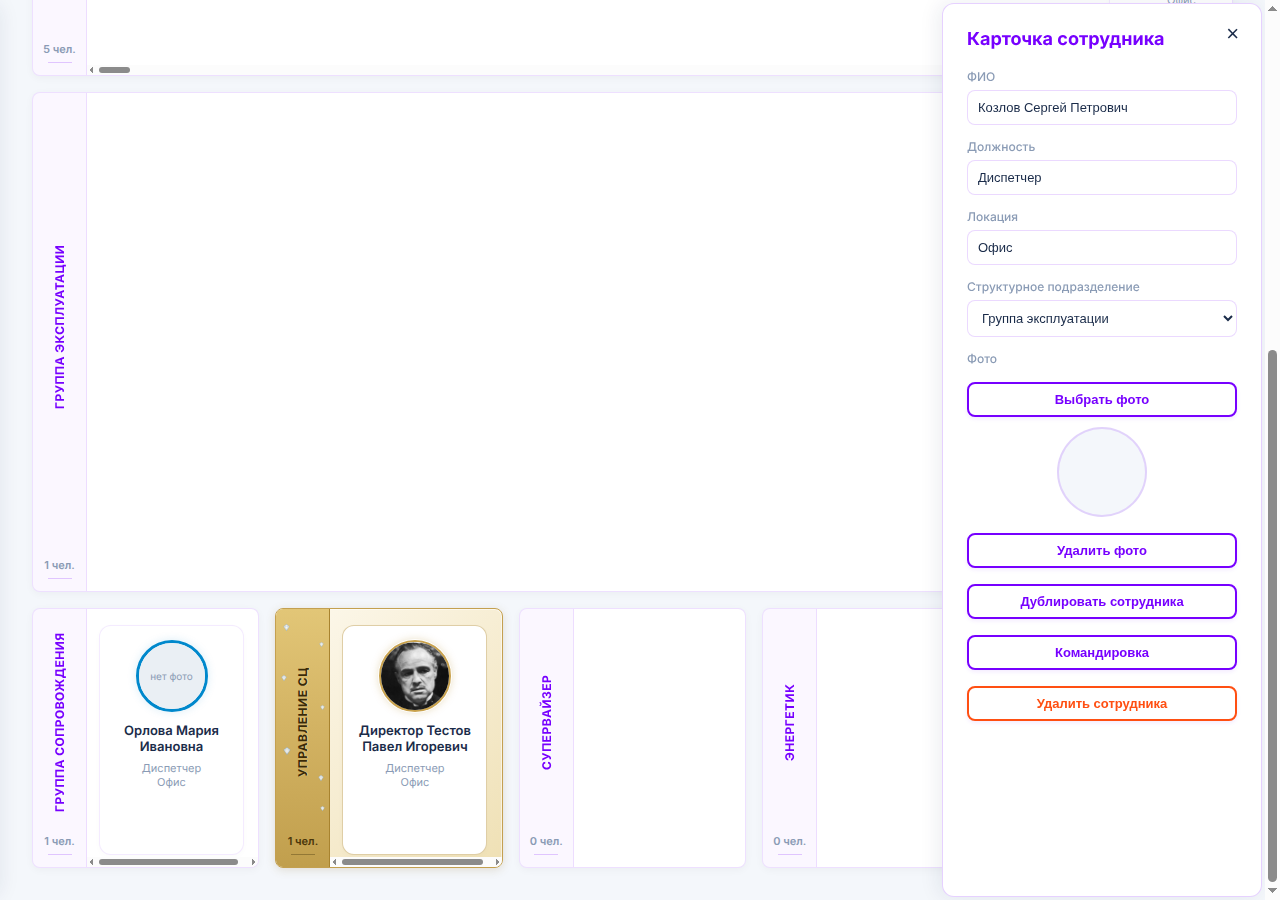 5 чел.
ГРУППА ЭКСПЛУАТАЦИИ
1 чел.
ГРУППА СОПРОВОЖДЕНИЯ
1 чел.
нет фото
Орлова Мария
Ивановна
Диспетчер
Офис
УПРАВЛЕНИЕ СЦ
1 чел.
Директор Тестов
Павел Игоревич
Диспетчер
Офис
СУПЕРВАЙЗЕР
0 чел.
ЭНЕРГЕТИК
0 чел.
Офис
Карточка сотрудника
×
ФИО
Козлов Сергей Петрович
Должность
Диспетчер
Локация
Офис
Структурное подразделение
Группа эксплуатации
Фото
Выбрать фото
Удалить фото
Дублировать сотрудника
Командировка
Удалить сотрудника